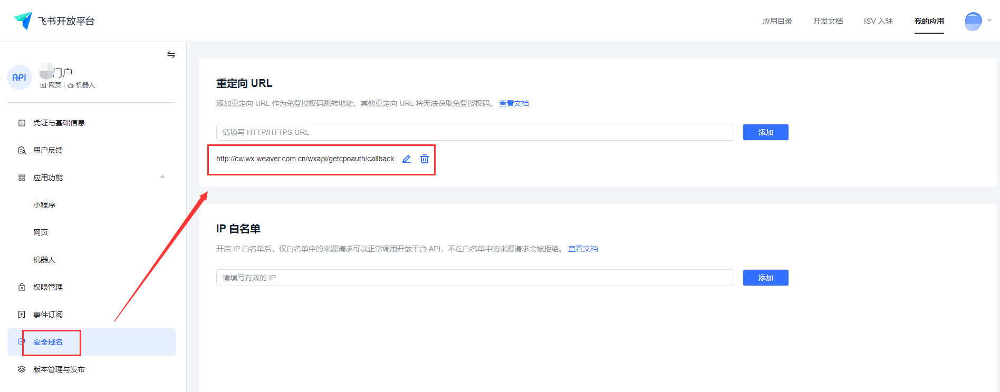 飞书开放平台
应用目录
开发文档
ISV 入驻
我的应用
API
门户
网页
机器人
凭证与基础信息
用户反馈
应用功能
小程序
网页
机器人
权限管理
事件订阅
安全域名
版本管理与发布
重定向 URL
添加重定向 URL 作为免登授权码跳转地址。其他重定向 URL 将无法获取免登授权码。 查看文档
请填写 HTTP/HTTPS URL
添加
http://cw.wx.weaver.com.cn/wxapi/getcpoauth/callback
IP 白名单
开启 IP 白名单后，仅白名单中的来源请求可以正常调用开放平台 API，不在白名单中的来源请求会被拒绝。 查看文档
请填写有效的 IP
添加